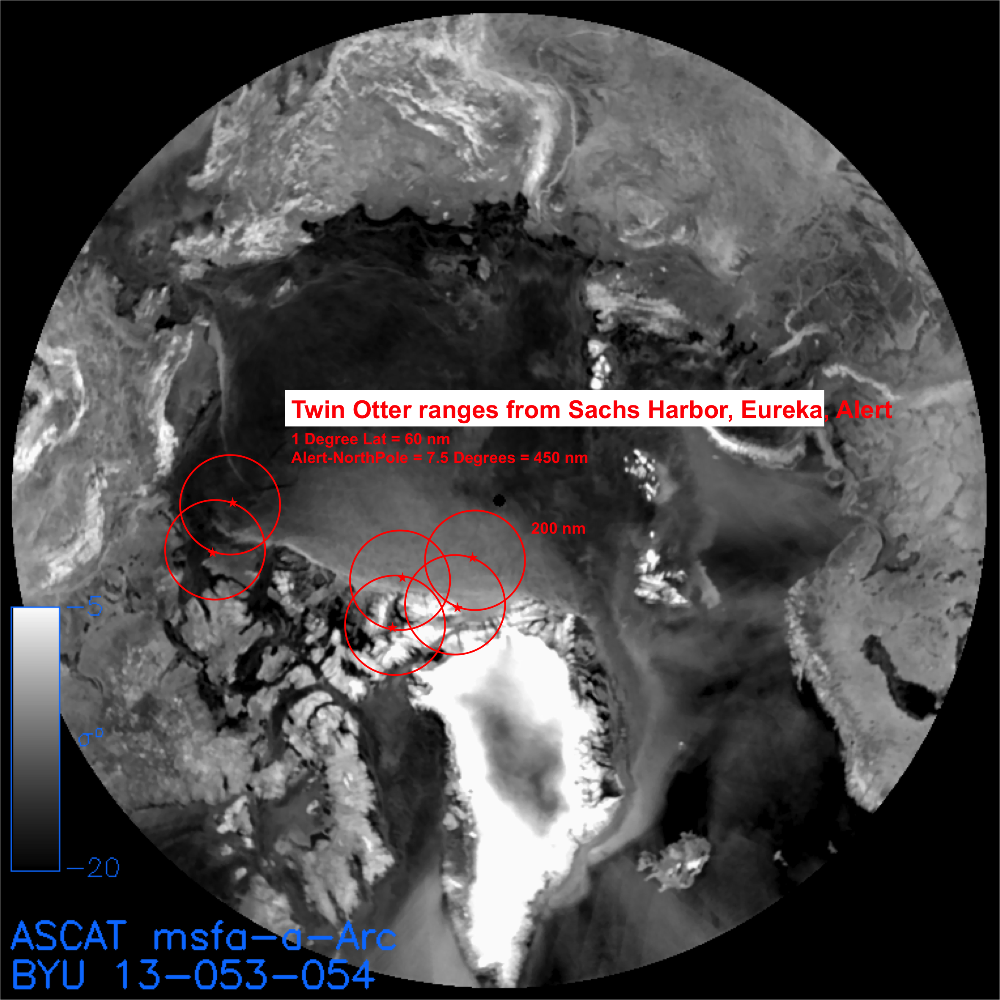 Twin Otter ranges from Sachs Harbor, Eureka, Alert
1 Degree Lat = 60 nm
Alert-NorthPole = 7.5 Degrees = 450 nm
200 nm
-5
σº
-20
ASCAT msfa-a-Arc
BYU 13-053-054